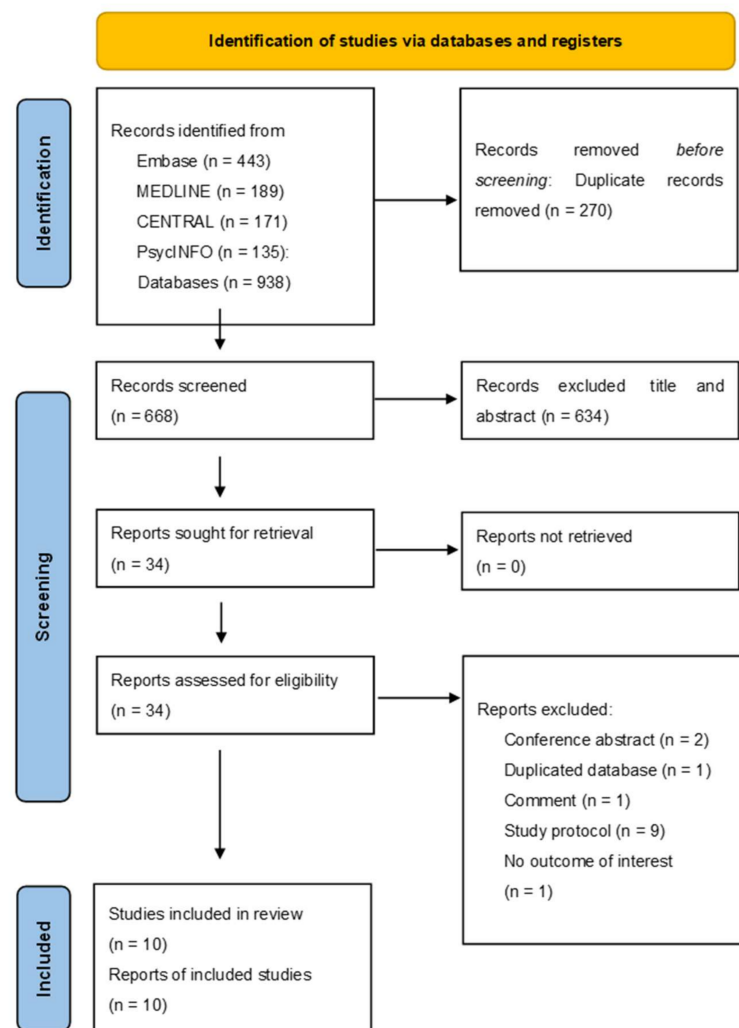 Identification of studies via databases and registers
Identification
Records identified from
Embase (n = 443)
MEDLINE (n = 189)
CENTRAL (n = 171)
PsycINFO (n = 135):
Databases (n = 938)
Records removed before
screening: Duplicate records
removed (n = 270)
Screening
Records screened
(n = 668)
Records excluded title and
abstract (n = 634)
Reports sought for retrieval
(n = 34)
Reports not retrieved
(n = 0)
Reports assessed for eligibility
(n = 34)
Reports excluded:
Conference abstract (n = 2)
Duplicated database (n = 1)
Comment (n = 1)
Study protocol (n = 9)
No outcome of interest
(n = 1)
Included
Studies included in review
(n = 10)
Reports of included studies
(n = 10)